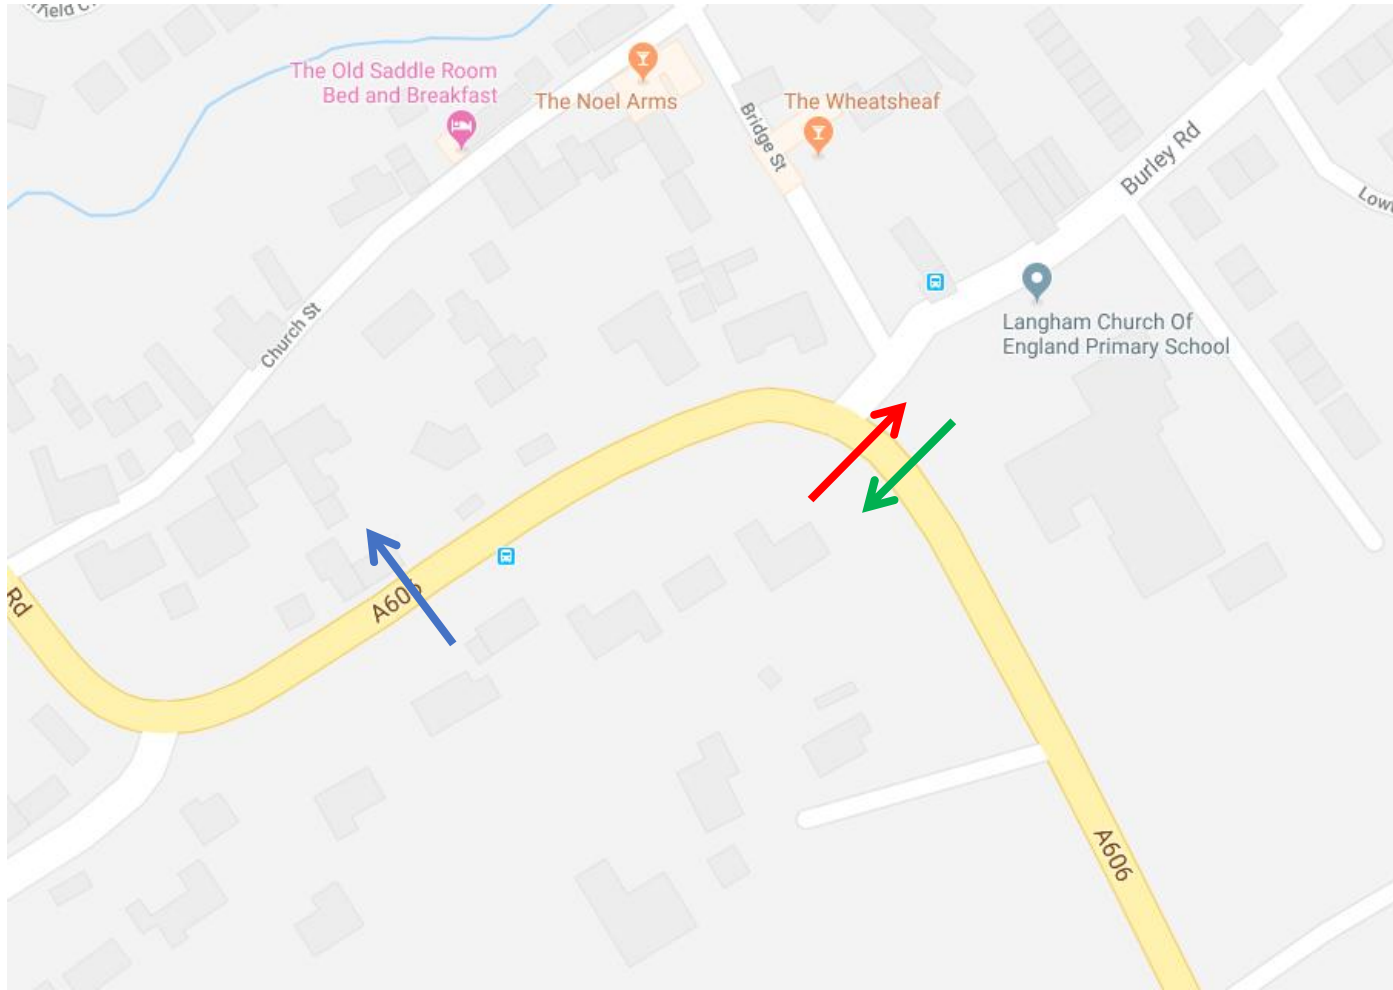 The Old Saddle Room
Bed and Breakfast
The Noel Arms
The Wheatsheaf
Bridge St
Burley Rd
Langham Church Of
England Primary School
Church St
A606
Rd
A606